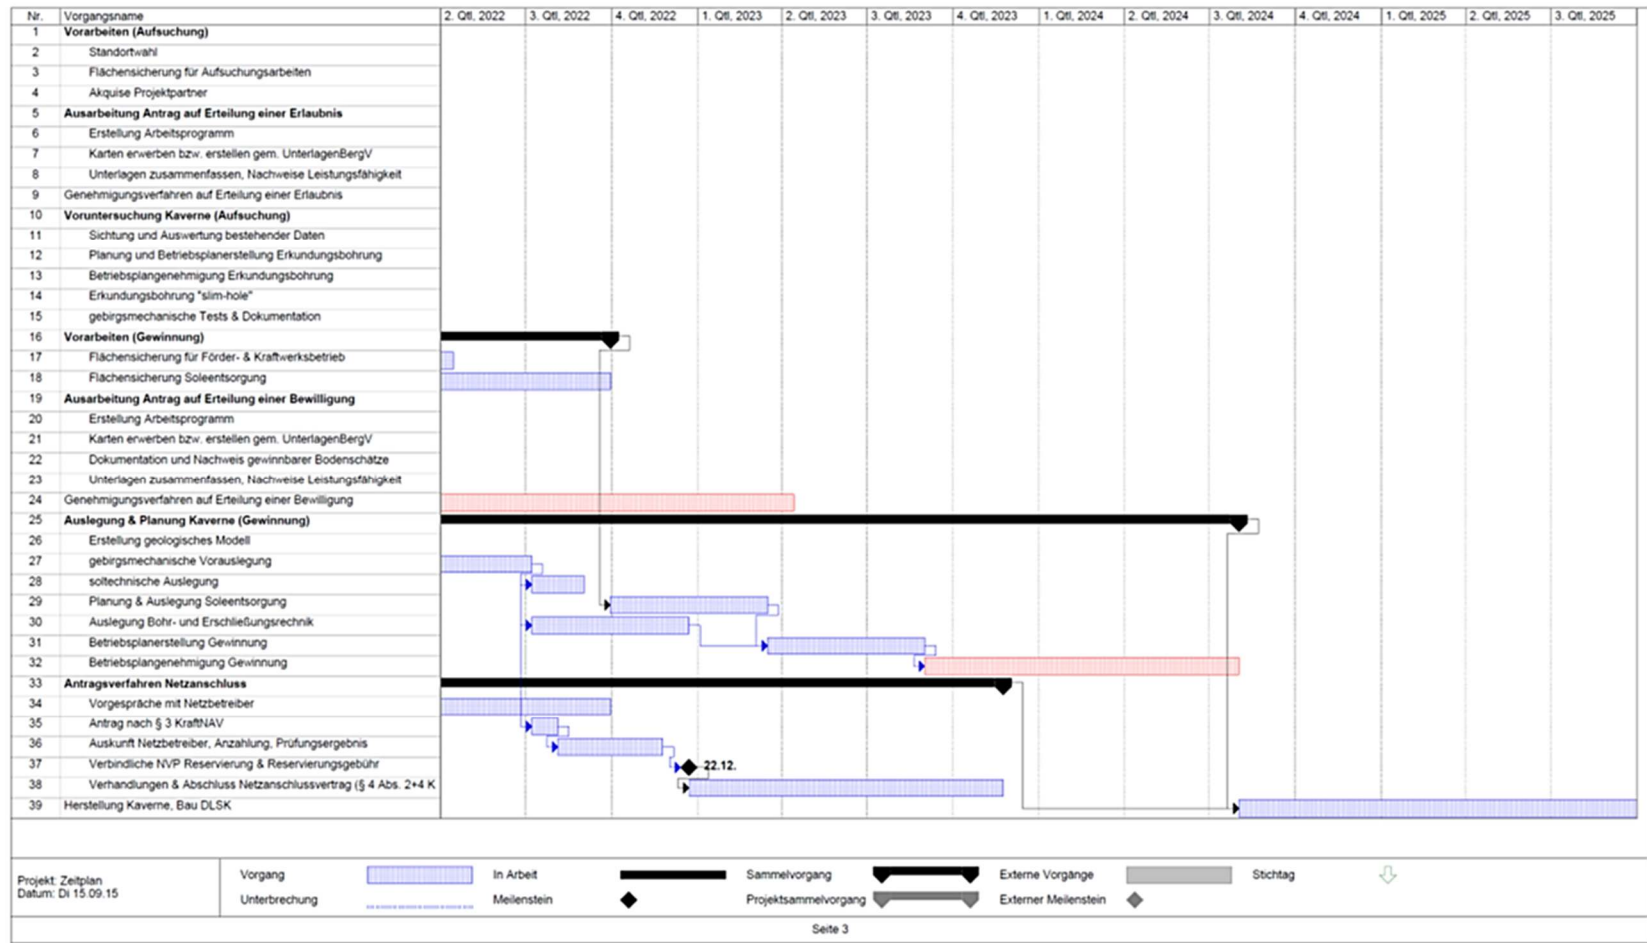 Nr. Vorgangsname 2. Qtl, 2022 3. Qtl, 2022 4. Qtl, 2022 1. Qtl, 2023 2. Qtl, 2023 3. Qtl, 2023 4. Qtl, 2023 1. Qtl, 2024 2. Qtl, 2024 3. Qtl, 2024 4. Qtl, 2024 1. Qtl, 2025 2. Qtl, 2025 3. Qtl, 2025
1 Vorarbeiten (Aufsuchung)
2 Standortwahl
3 Flächensicherung für Aufsuchungsarbeiten
4 Akquise Projektpartner
5 Ausarbeitung Antrag auf Erteilung einer Erlaubnis
6 Erstellung Arbeitsprogramm
7 Karten erwerben bzw. erstellen gem. UnterlagenBergV
8 Unterlagen zusammenfassen, Nachweise Leistungsfähigkeit
9 Genehmigungsverfahren auf Erteilung einer Erlaubnis
10 Voruntersuchung Kaverne (Aufsuchung)
11 Sichtung und Auswertung bestehender Daten
12 Planung und Betriebsplanerstellung Erkundungsbohrung
13 Betriebsplangenehmigung Erkundungsbohrung
14 Erkundungsbohrung "slim-hole"
15 gebirgsmechanische Tests & Dokumentation
16 Vorarbeiten (Gewinnung)
17 Flächensicherung für Förder- & Kraftwerksbetrieb
18 Flächensicherung Soleentsorgung
19 Ausarbeitung Antrag auf Erteilung einer Bewilligung
20 Erstellung Arbeitsprogramm
21 Karten erwerben bzw. erstellen gem. UnterlagenBergV
22 Dokumentation und Nachweis gewinnbarer Bodenschätze
23 Unterlagen zusammenfassen, Nachweise Leistungsfähigkeit
24 Genehmigungsverfahren auf Erteilung einer Bewilligung
25 Auslegung & Planung Kaverne (Gewinnung)
26 Erstellung geologisches Modell
27 gebirgsmechanische Vorauslegung
28 soltechnische Auslegung
29 Planung & Auslegung Soleentsorgung
30 Auslegung Bohr- und Erschließungsrechnik
31 Betriebsplanerstellung Gewinnung
32 Betriebsplangenehmigung Gewinnung
33 Antragsverfahren Netzanschluss
34 Vorgespräche mit Netzbetreiber
35 Antrag nach § 3 KraftNAV
36 Auskunft Netzbetreiber, Anzahlung, Prüfungsergebnis
37 Verbindliche NVP Reservierung & Reservierungsgebühr 22.12.
38 Verhandlungen & Abschluss Netzanschlussvertrag (§ 4 Abs. 2+4 K
39 Herstellung Kaverne, Bau DLSK
Projekt: Zeitplan
Datum: Di 15.09.15
Vorgang In Arbeit Sammelvorgang Externe Vorgänge Stichtag
Unterbrechung Meilenstein Projektsammelvorgang Externer Meilenstein
Seite 3